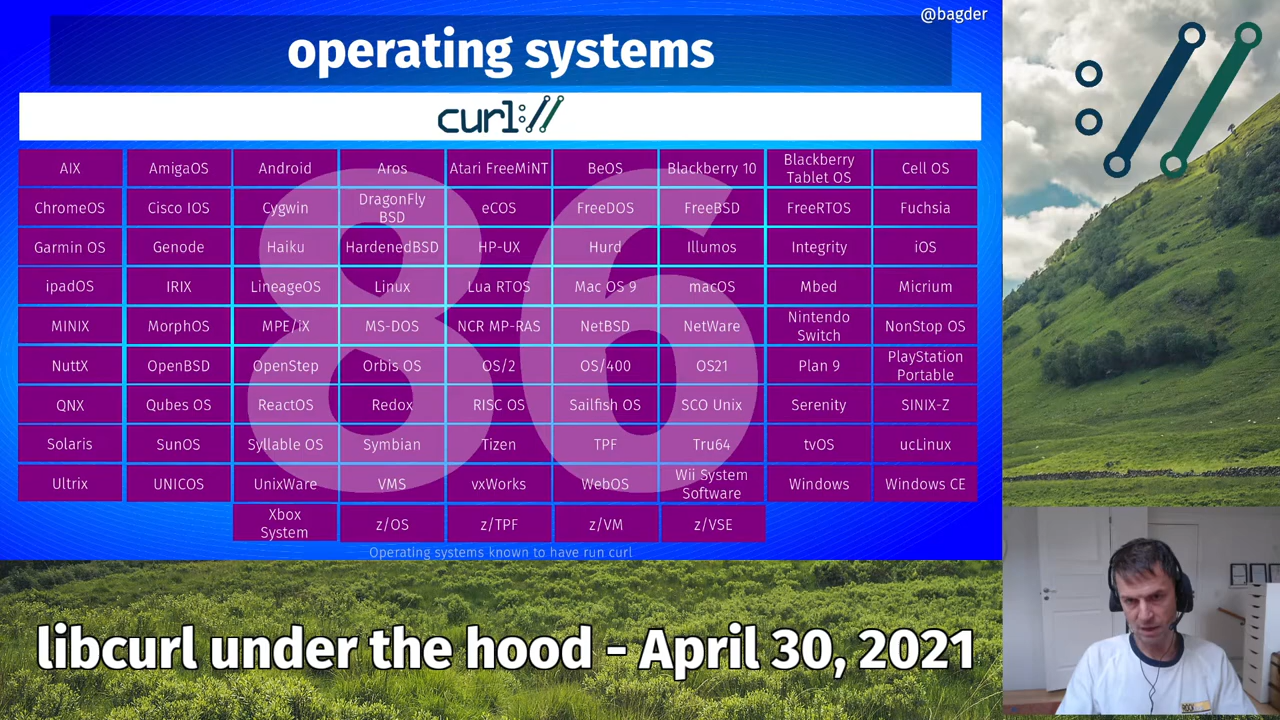 @bagder
operating systems
curl://
AIX
AmigaOS
Android
Aros
Atari FreeMiNT
BeOS
Blackberry 10
Blackberry
Tablet OS
Cell OS
ChromeOS
Cisco IOS
Cygwin
DragonFly
BSD
eCOS
FreeDOS
FreeBSD
FreeRTOS
Fuchsia
Garmin OS
Genode
Haiku
HardenedBSD
HP-UX
Hurd
Illumos
Integrity
iOS
ipadOS
IRIX
LineageOS
Linux
Lua RTOS
Mac OS 9
macOS
Mbed
Micrium
MINIX
MorphOS
MPE/iX
MS-DOS
NCR MP-RAS
NetBSD
NetWare
Nintendo
Switch
NonStop OS
NuttX
OpenBSD
OpenStep
Orbis OS
OS/2
OS/400
OS21
Plan 9
PlayStation
Portable
QNX
Qubes OS
ReactOS
Redox
RISC OS
Sailfish OS
SCO Unix
Serenity
SINIX-Z
Solaris
SunOS
Syllable OS
Symbian
Tizen
TPF
Tru64
tvOS
ucLinux
Ultrix
UNICOS
UnixWare
VMS
vxWorks
WebOS
Wii System
Software
Windows
Windows CE
Xbox
System
z/OS
z/TPF
z/VM
z/VSE
86
Operating systems known to have run curl
libcurl under the hood - April 30, 2021